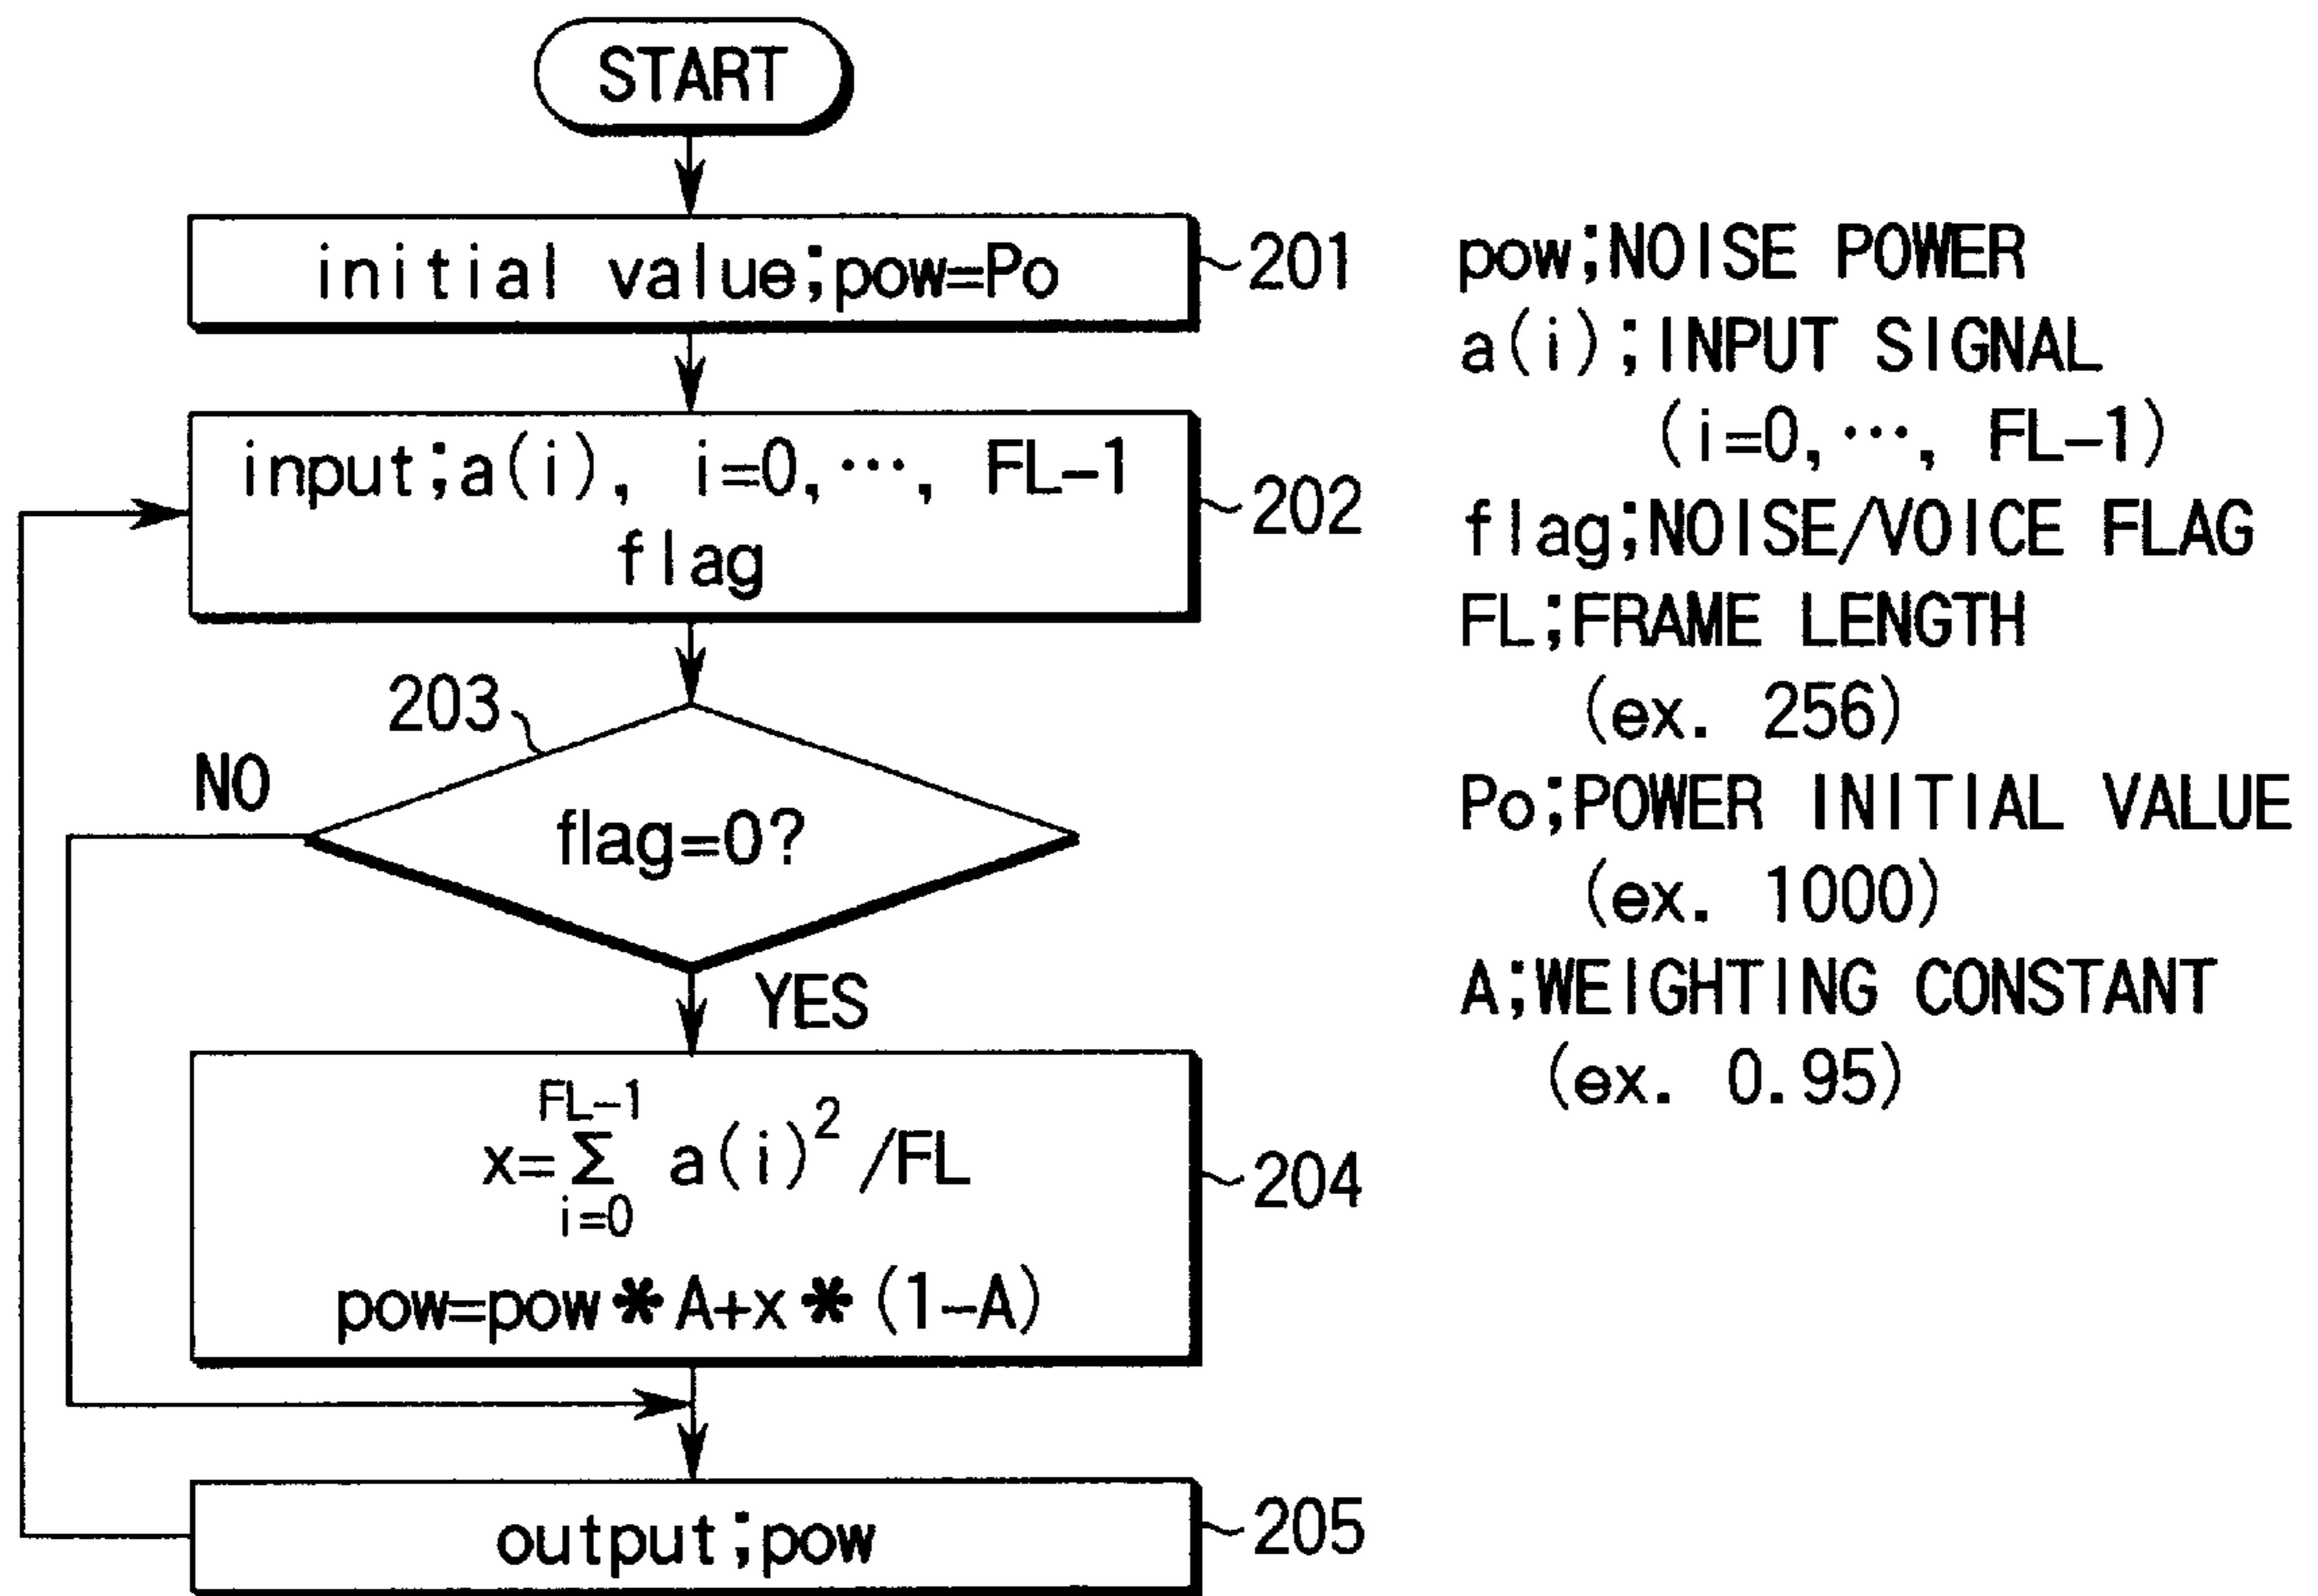 START
initial value;pow=Po
201
input;a(i), i=0,⋯, FL-1
flag
202
203
NO
flag=0?
YES
FL-1
x=Σ a(i)² /FL
i=0
pow=pow*A+x*(1-A)
204
output;pow
205
pow;NOISE POWER
a(i);INPUT SIGNAL
(i=0,⋯, FL-1)
flag;NOISE/VOICE FLAG
FL;FRAME LENGTH
(ex. 256)
Po;POWER INITIAL VALUE
(ex. 1000)
A;WEIGHTING CONSTANT
(ex. 0.95)